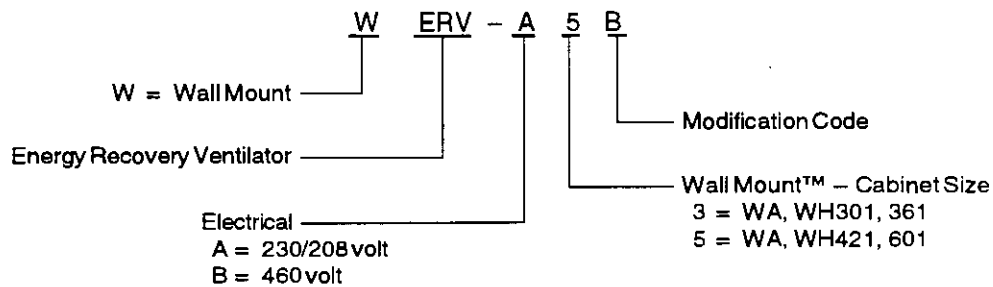 W ERV - A 5 B
W = Wall Mount
Modification Code
Energy Recovery Ventilator
Wall Mount™ – Cabinet Size
3 = WA, WH301, 361
5 = WA, WH421, 601
Electrical
A = 230/208 volt
B = 460 volt